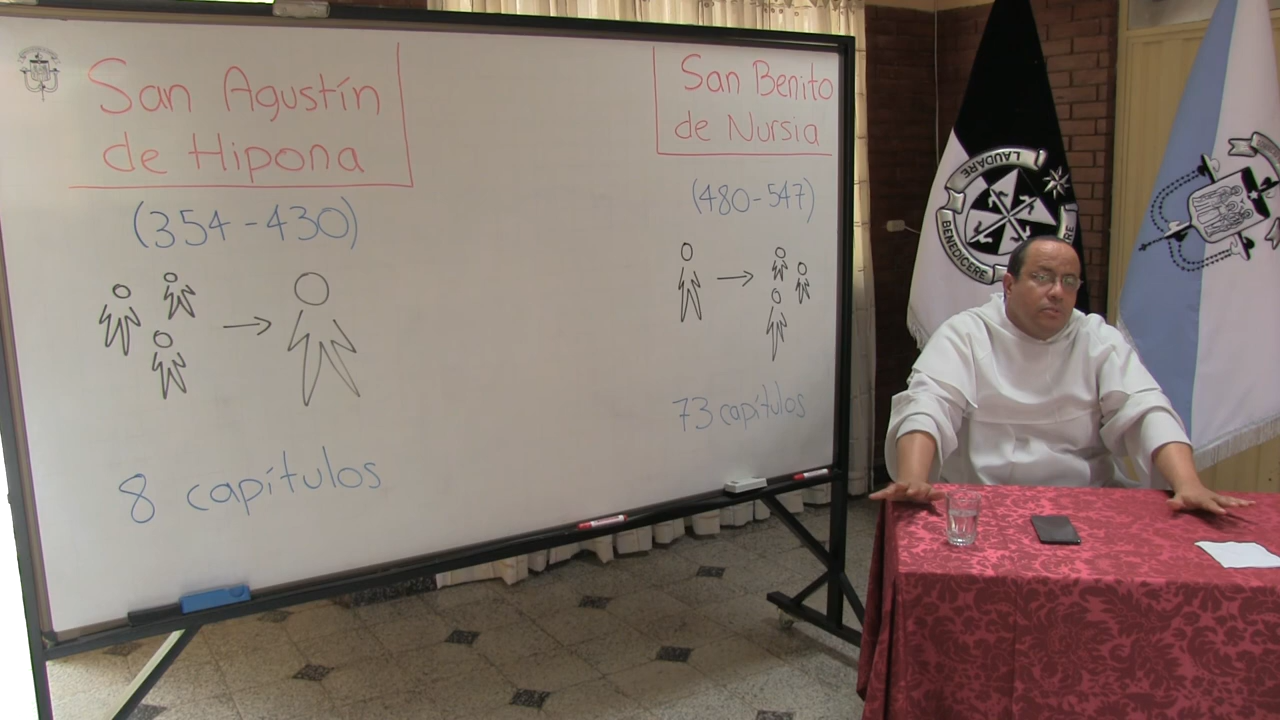 San Agustín
de Hipona
(354-430)
8 capítulos
San Benito
de Nursia
(480-547)
73 capítulos
LAUDARE
BENEDICERE